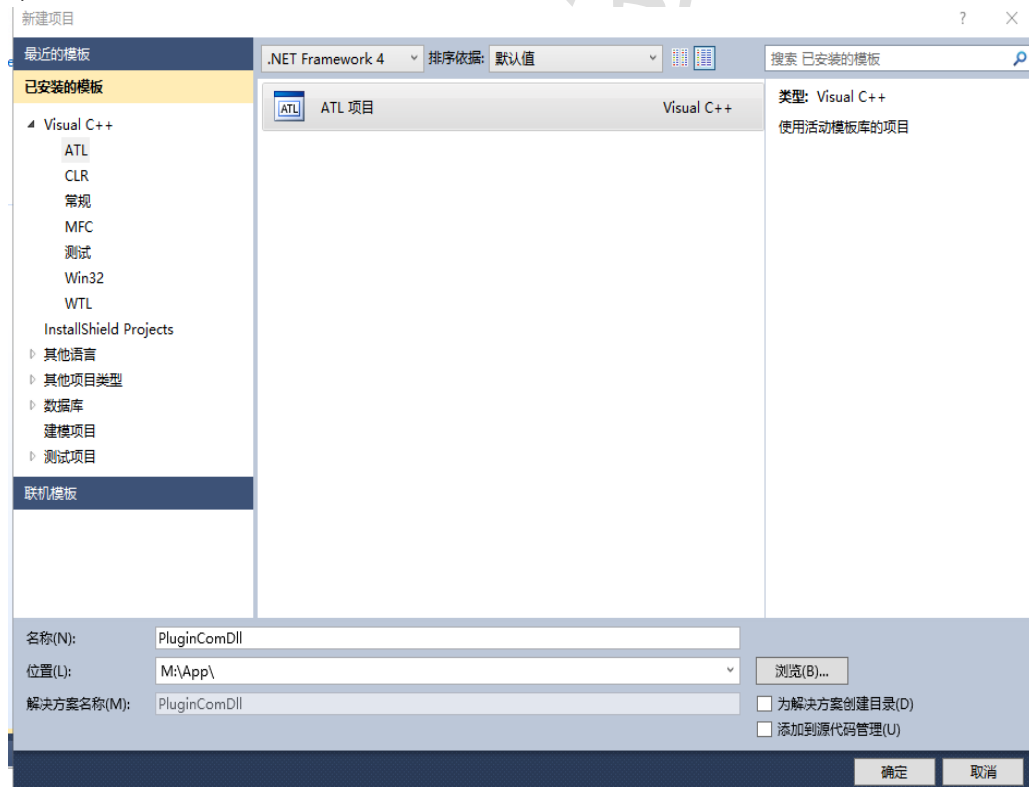 新建项目
最近的模板
.NET Framework 4 排序依据: 默认值
搜索 已安装的模板
已安装的模板
ATL ATL 项目 Visual C++
类型: Visual C++
使用活动模板库的项目
Visual C++
ATL
CLR
常规
MFC
测试
Win32
WTL
InstallShield Projects
其他语言
其他项目类型
数据库
建模项目
测试项目
联机模板
名称(N): PluginComDll
位置(L): M:\App\ 浏览(B)...
解决方案名称(M): PluginComDll
为解决方案创建目录(D)
添加到源代码管理(U)
确定 取消